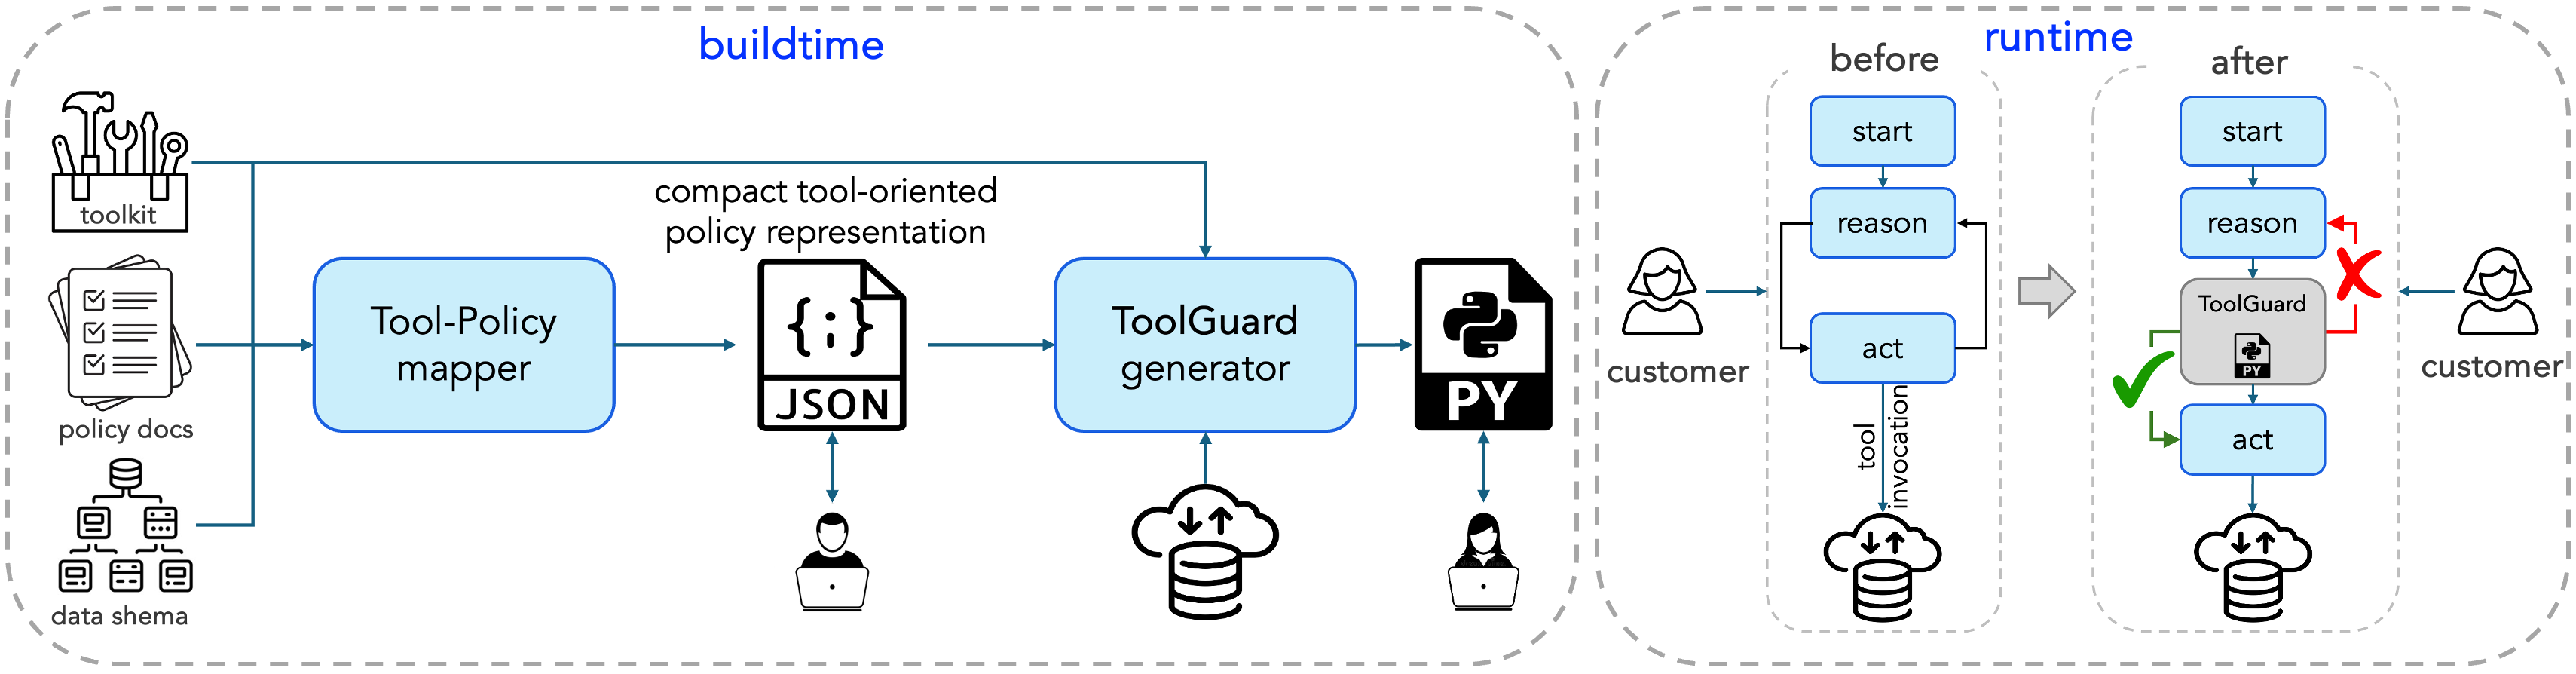 buildtime
toolkit
policy docs
data shema
Tool-Policy
mapper
compact tool-oriented
policy representation
{;}
JSON
ToolGuard
generator
PY
runtime
before
start
reason
act
tool
invocation
customer
after
start
reason
ToolGuard
PY
act
customer